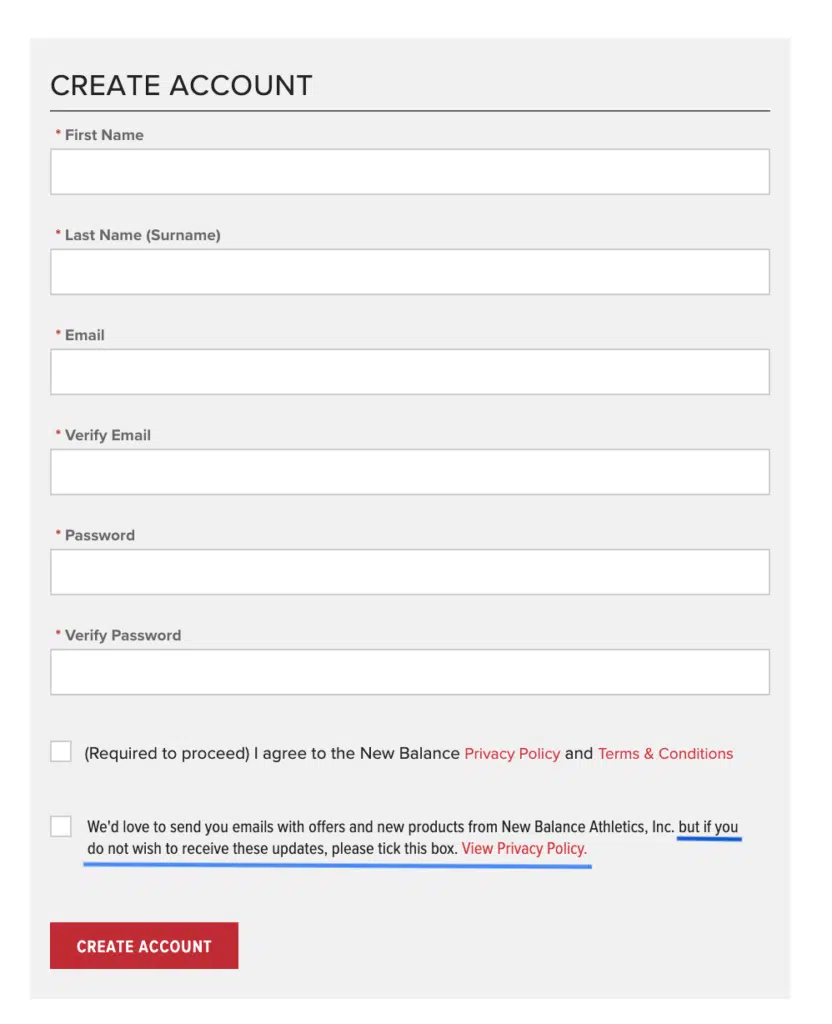 CREATE ACCOUNT
* First Name
* Last Name (Surname)
* Email
* Verify Email
* Password
* Verify Password
(Required to proceed) I agree to the New Balance Privacy Policy and Terms & Conditions
We'd love to send you emails with offers and new products from New Balance Athletics, Inc. but if you
do not wish to receive these updates, please tick this box. View Privacy Policy.
CREATE ACCOUNT